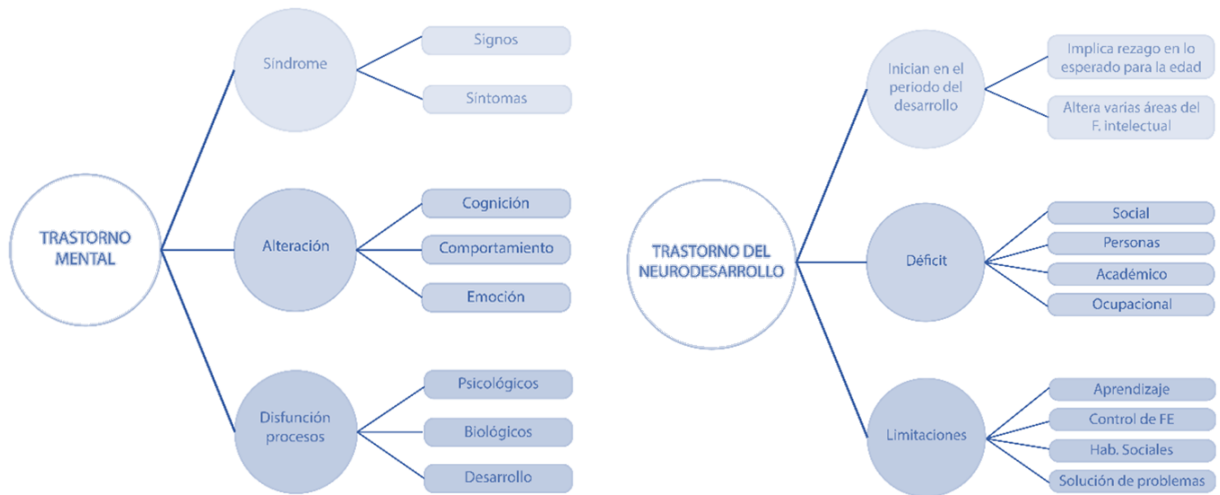 TRASTORNO
MENTAL
Síndrome
Signos
Síntomas
Alteración
Cognición
Comportamiento
Emoción
Disfunción
procesos
Psicológicos
Biológicos
Desarrollo
TRASTORNO DEL
NEURODESARROLLO
Inician en el
periodo del
desarrollo
Implica rezago en lo
esperado para la edad
Altera varias áreas del
F. intelectual
Déficit
Social
Personas
Académico
Ocupacional
Limitaciones
Aprendizaje
Control de FE
Hab. Sociales
Solución de problemas